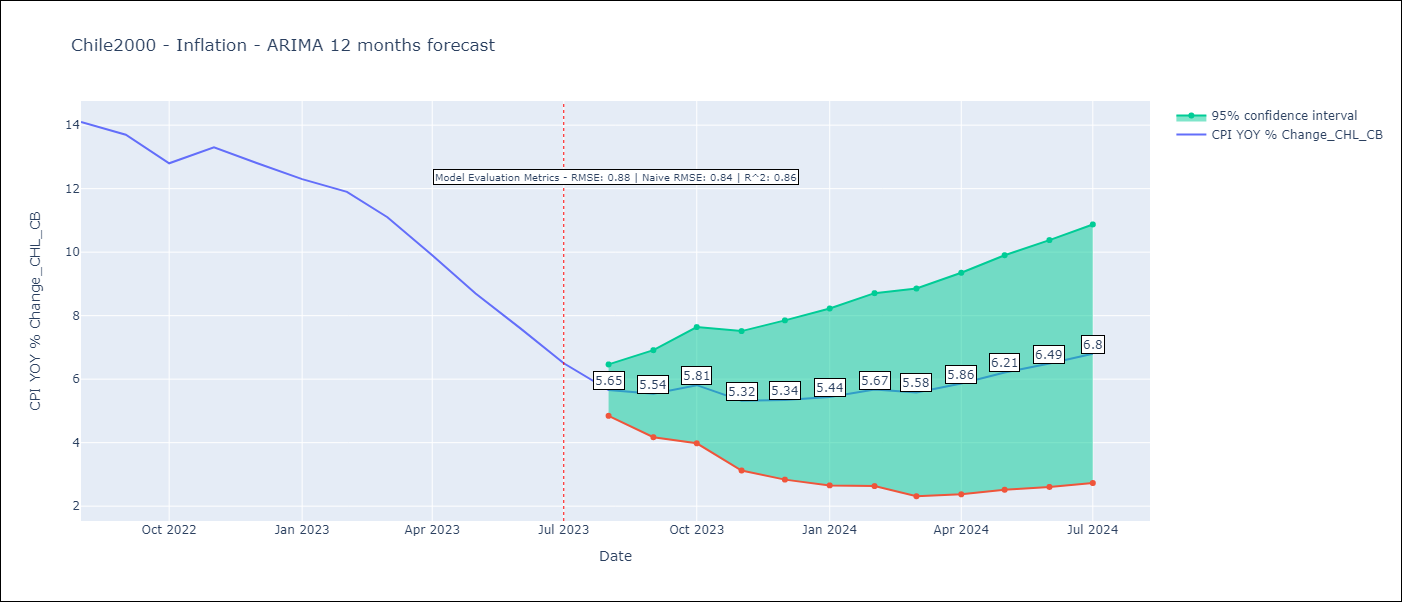 Chile2000 - Inflation - ARIMA 12 months forecast
95% confidence interval
CPI YOY % Change_CHL_CB
Model Evaluation Metrics - RMSE: 0.88 | Naive RMSE: 0.84 | R^2: 0.86
CPI YOY % Change_CHL_CB
14
12
10
8
6
4
2
5.65
5.54
5.81
5.32
5.34
5.44
5.67
5.58
5.86
6.21
6.49
6.8
Oct 2022
Jan 2023
Apr 2023
Jul 2023
Oct 2023
Jan 2024
Apr 2024
Jul 2024
Date